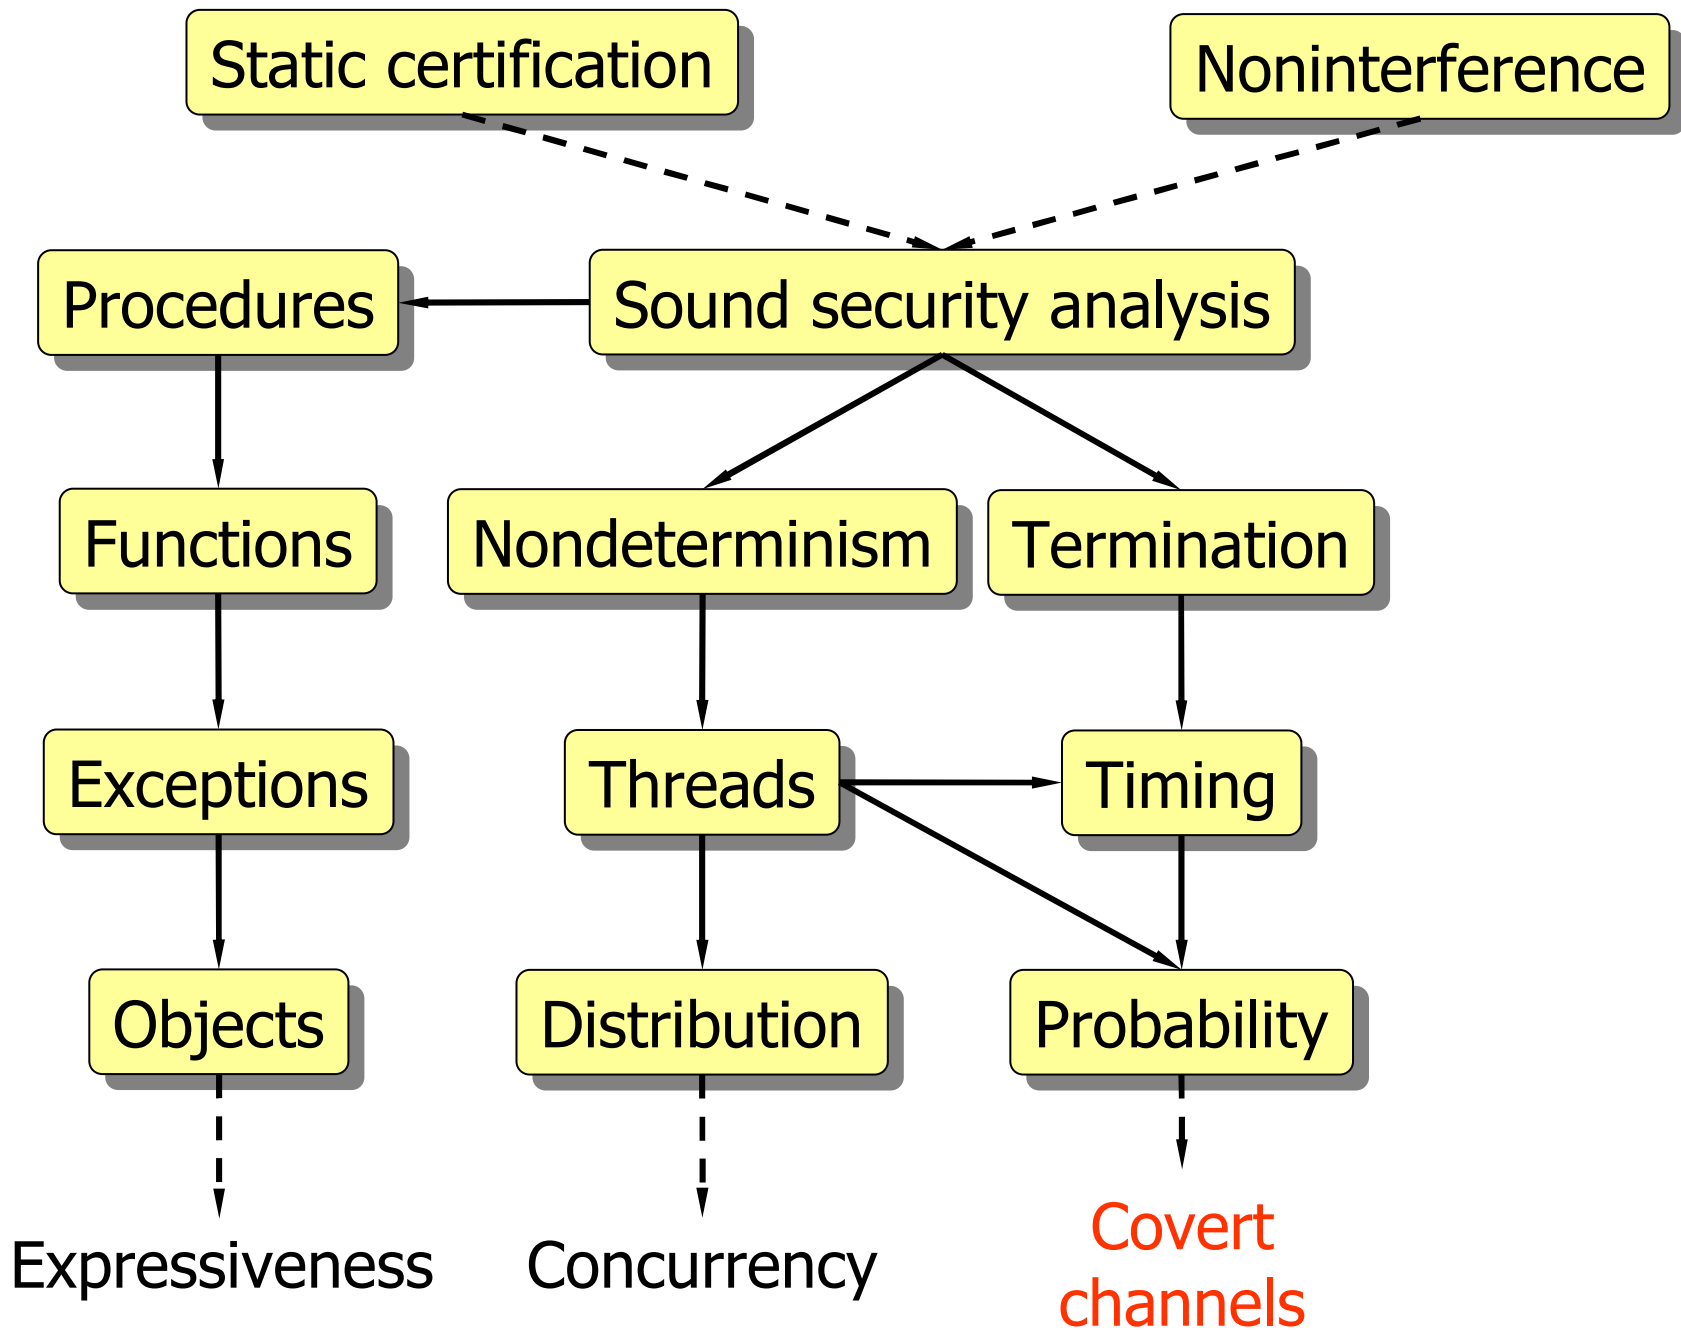 Static certification
Noninterference
Procedures
Sound security analysis
Functions
Nondeterminism
Termination
Exceptions
Threads
Timing
Objects
Distribution
Probability
Expressiveness
Concurrency
Covert
channels